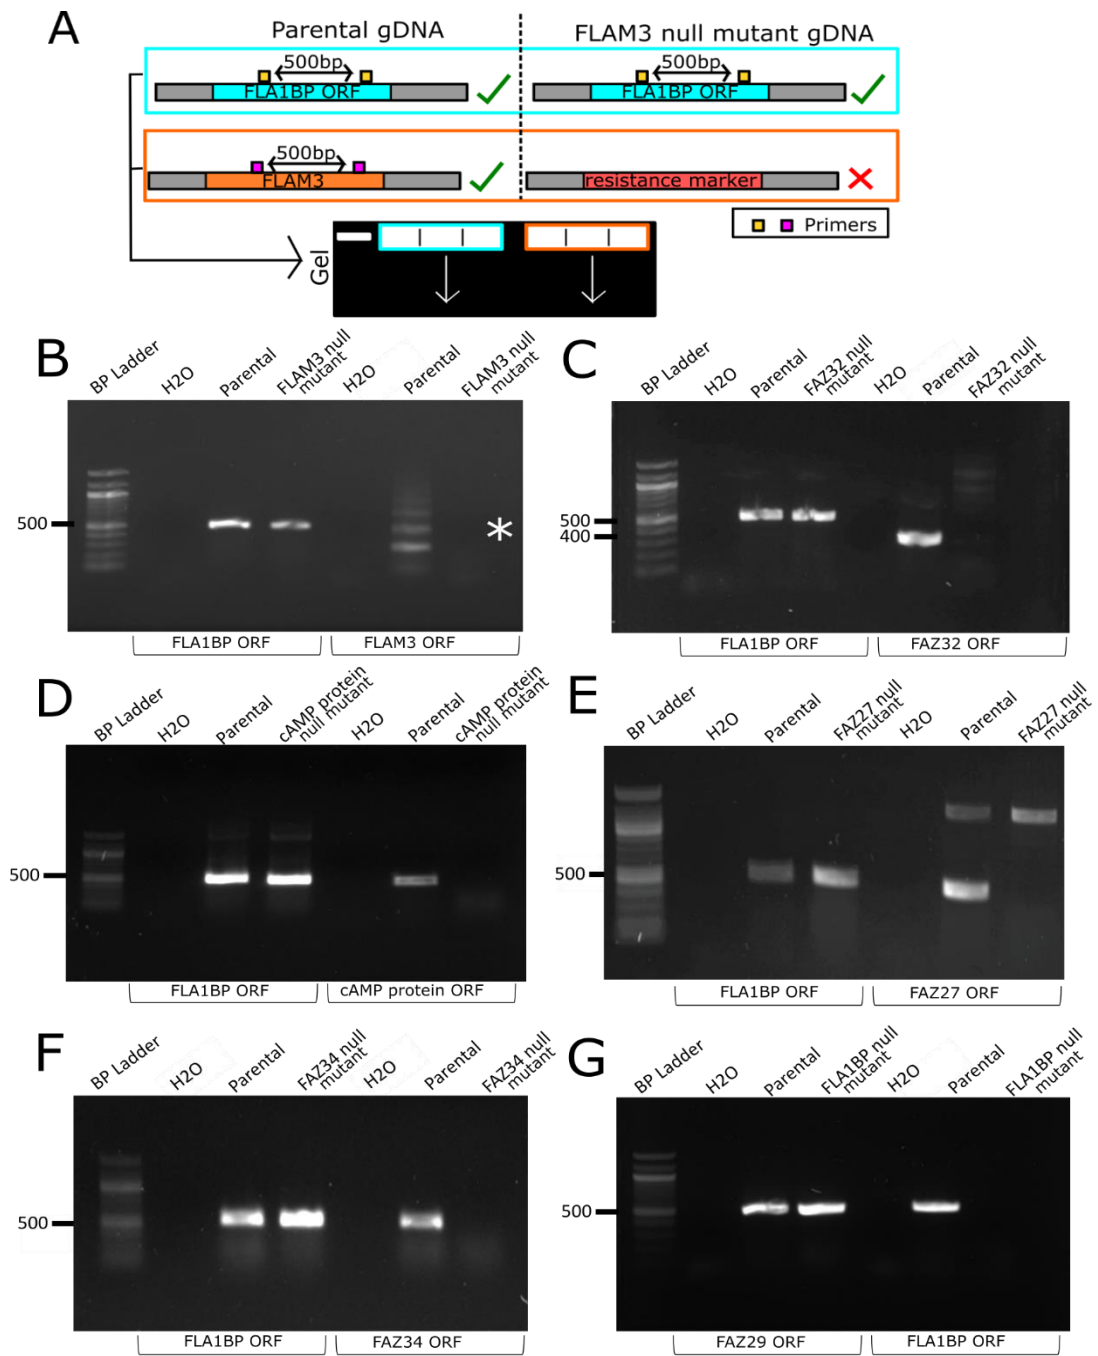 A
Parental gDNA
FLAM3 null mutant gDNA
500bp
FLA1BP ORF
500bp
FLA1BP ORF
500bp
FLAM3
resistance marker
Primers
Gel
B
BP Ladder
H2O
Parental
FLAM3 null
mutant
H2O
Parental
FLAM3 null
mutant
500
*
FLA1BP ORF
FLAM3 ORF
C
BP Ladder
H2O
Parental
FAZ32 null
mutant
H2O
Parental
FAZ32 null
mutant
500
400
FLA1BP ORF
FAZ32 ORF
D
BP Ladder
H2O
Parental
cAMP protein
null mutant
H2O
Parental
cAMP protein
null mutant
500
FLA1BP ORF
cAMP protein ORF
E
BP Ladder
H2O
Parental
FAZ27 null
mutant
H2O
Parental
FAZ27 null
mutant
500
FLA1BP ORF
FAZ27 ORF
F
BP Ladder
H2O
Parental
FAZ34 null
mutant
H2O
Parental
FAZ34 null
mutant
500
FLA1BP ORF
FAZ34 ORF
G
BP Ladder
H2O
Parental
FLA1BP null
mutant
H2O
Parental
FLA1BP null
mutant
500
FAZ29 ORF
FLA1BP ORF